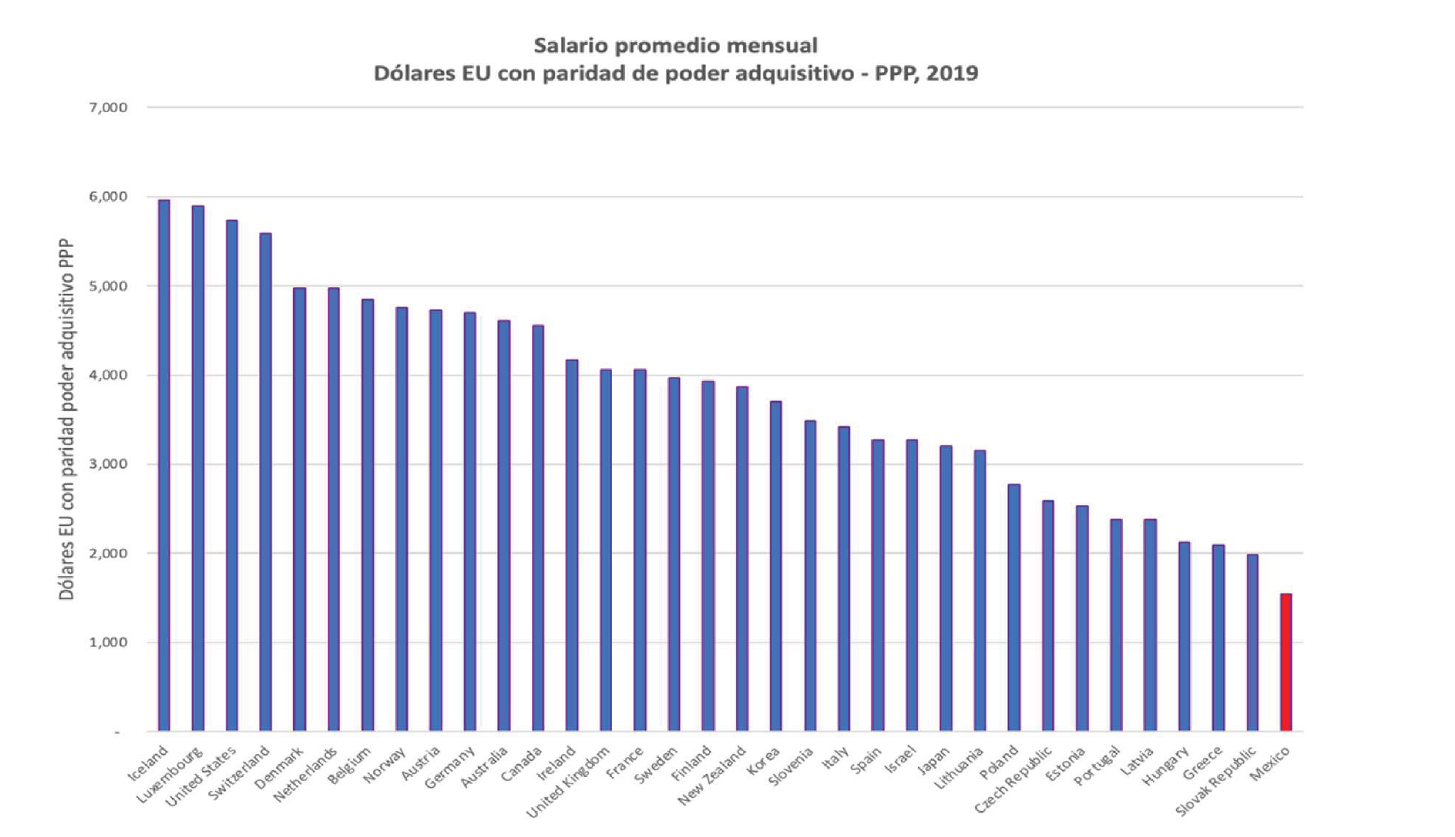 Salario promedio mensual
Dólares EU con paridad de poder adquisitivo - PPP, 2019
Dólares EU con paridad poder adquisitivo PPP
7,000
6,000
5,000
4,000
3,000
2,000
1,000
-
Iceland
Luxembourg
United States
Switzerland
Denmark
Netherlands
Belgium
Norway
Austria
Germany
Australia
Canada
Ireland
United Kingdom
France
Sweden
Finland
New Zealand
Korea
Slovenia
Italy
Spain
Israel
Japan
Lithuania
Poland
Czech Republic
Estonia
Portugal
Latvia
Hungary
Greece
Slovak Republic
Mexico